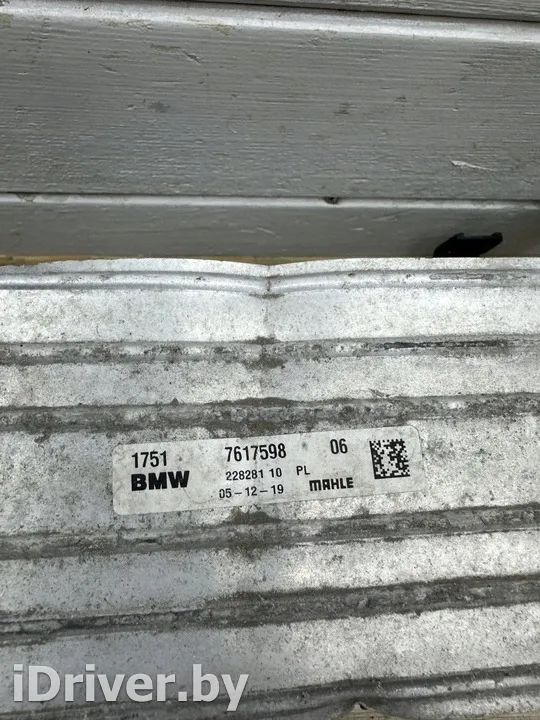 1751 7617598 06
BMW 228281 10 PL
05-12-19 MAHLE
iDriver.by